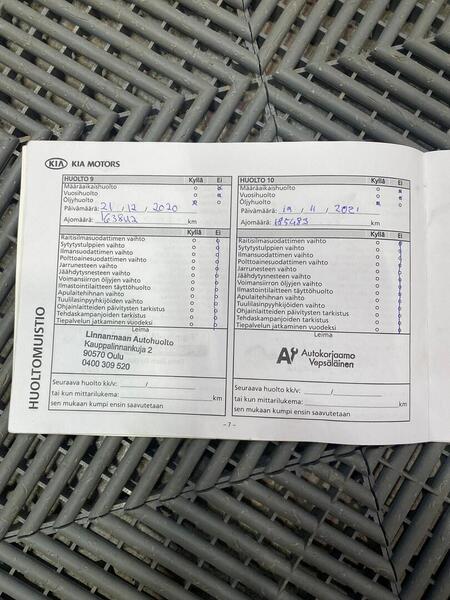 KIA KIA MOTORS
HUOLTO 9 Kyllä Ei
Määräaikaishuolto
Vuosihuolto
Öljyhuolto
Päivämäärä: 21, 12, 2020
Ajomäärä: 163842 km
Raitisilmasuodattimen vaihto
Sytytystulppien vaihto
Ilmansuodattimen vaihto
Polttoainesuodattimen vaihto
Jarrunesteen vaihto
Jäähdytysnesteen vaihto
Voimansiirron öljyjen vaihto
Ilmastointilaitteen täyttöhuolto
Apulaitehihnan vaihto
Tuulilasinpyyhkijöiden vaihto
Ohjainlaitteiden päivitysten tarkistus
Tehdaskampanjoiden tarkistus
Tiepalvelun jatkaminen vuodeksi
Leima
Linnanmaan Autohuolto
Kauppalinnankuja 2
90570 Oulu
0400 309 520
Seuraava huolto kk/v: / /
tai kun mittarilukema: km
sen mukaan kumpi ensin saavutetaan
HUOLTO 10 Kyllä Ei
Määräaikaishuolto
Vuosihuolto
Öljyhuolto
Päivämäärä: 19, 11, 2021
Ajomäärä: 185483 km
Kyllä Ei
Raitisilmasuodattimen vaihto
Sytytystulppien vaihto
Ilmansuodattimen vaihto
Polttoainesuodattimen vaihto
Jarrunesteen vaihto
Jäähdytysnesteen vaihto
Voimansiirron öljyjen vaihto
Ilmastointilaitteen täyttöhuolto
Apulaitehihnan vaihto
Tuulilasinpyyhkijöiden vaihto
Ohjainlaitteiden päivitysten tarkistus
Tehdaskampanjoiden tarkistus
Tiepalvelun jatkaminen vuodeksi
Leima
Autokorjaamo
Vepsäläinen
Seuraava huolto kk/v: /
tai kun mittarilukema: km
sen mukaan kumpi ensin saavutetaan
- 7 -
HUOLTOMUISTIO